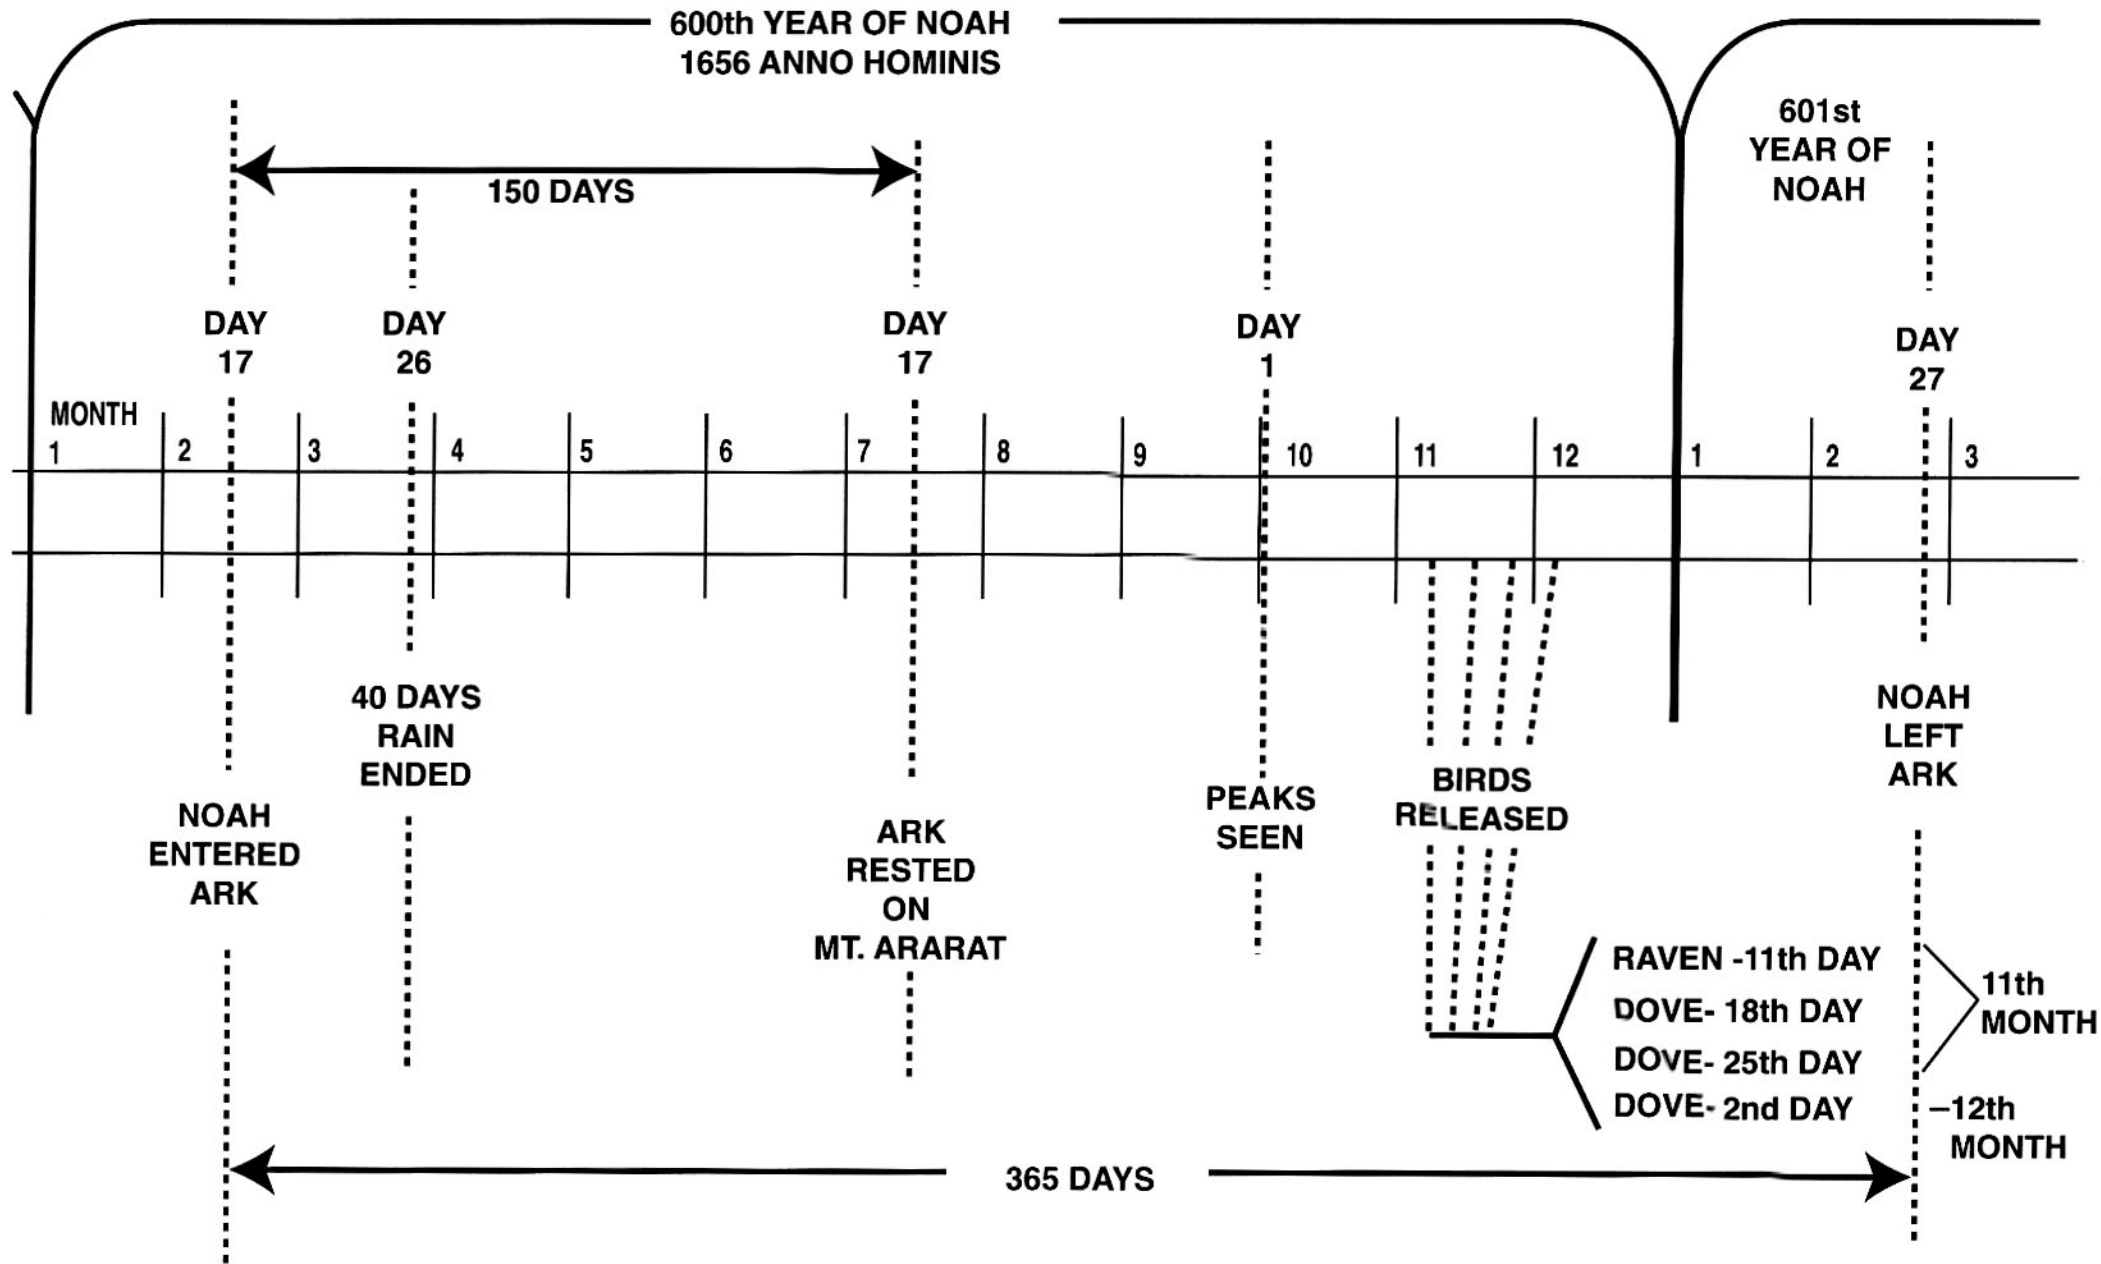 600th YEAR OF NOAH
1656 ANNO HOMINIS
601st
YEAR OF
NOAH
150 DAYS
DAY
17
DAY
26
DAY
17
DAY
1
DAY
27
MONTH
1 2 3 4 5 6 7 8 9 10 11 12 1 2 3
NOAH
ENTERED
ARK
40 DAYS
RAIN
ENDED
ARK
RESTED
ON
MT. ARARAT
PEAKS
SEEN
BIRDS
RELEASED
NOAH
LEFT
ARK
RAVEN -11th DAY
DOVE- 18th DAY
DOVE- 25th DAY
DOVE- 2nd DAY
11th
MONTH
–12th
MONTH
365 DAYS